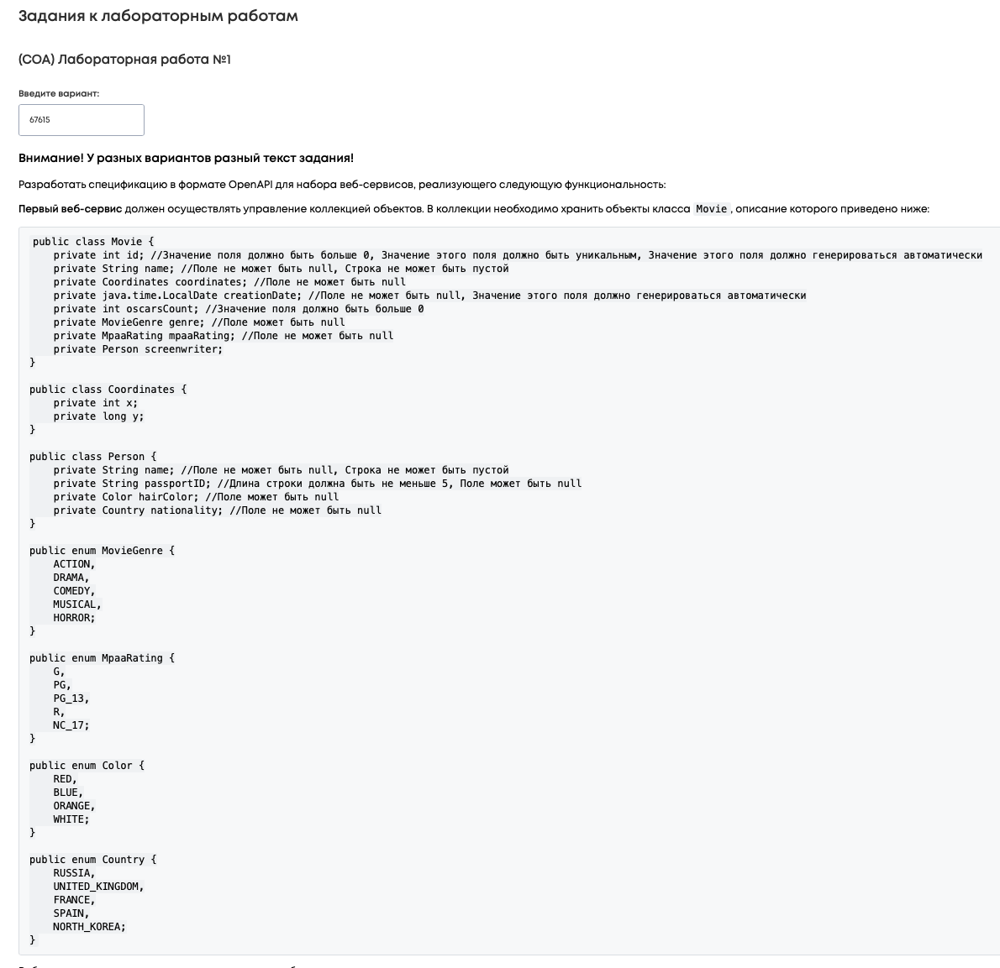 Задания к лабораторным работам
(СОА) Лабораторная работа №1
Введите вариант:
67615
Внимание! У разных вариантов разный текст задания!
Разработать спецификацию в формате OpenAPI для набора веб-сервисов, реализующего следующую функциональность:
Первый веб-сервис должен осуществлять управление коллекцией объектов. В коллекции необходимо хранить объекты класса Movie, описание которого приведено ниже:
public class Movie {
    private int id; //Значение поля должно быть больше 0, Значение этого поля должно быть уникальным, Значение этого поля должно генерироваться автоматически
    private String name; //Поле не может быть null, Строка не может быть пустой
    private Coordinates coordinates; //Поле не может быть null
    private java.time.LocalDate creationDate; //Поле не может быть null, Значение этого поля должно генерироваться автоматически
    private int oscarsCount; //Значение поля должно быть больше 0
    private MovieGenre genre; //Поле может быть null
    private MpaaRating mpaaRating; //Поле не может быть null
    private Person screenwriter;
}
public class Coordinates {
    private int x;
    private long y;
}
public class Person {
    private String name; //Поле не может быть null, Строка не может быть пустой
    private String passportID; //Длина строки должна быть не меньше 5, Поле может быть null
    private Color hairColor; //Поле может быть null
    private Country nationality; //Поле не может быть null
}
public enum MovieGenre {
    ACTION,
    DRAMA,
    COMEDY,
    MUSICAL,
    HORROR;
}
public enum MpaaRating {
    G,
    PG,
    PG_13,
    R,
    NC_17;
}
public enum Color {
    RED,
    BLUE,
    ORANGE,
    WHITE;
}
public enum Country {
    RUSSIA,
    UNITED_KINGDOM,
    FRANCE,
    SPAIN,
    NORTH_KOREA;
}